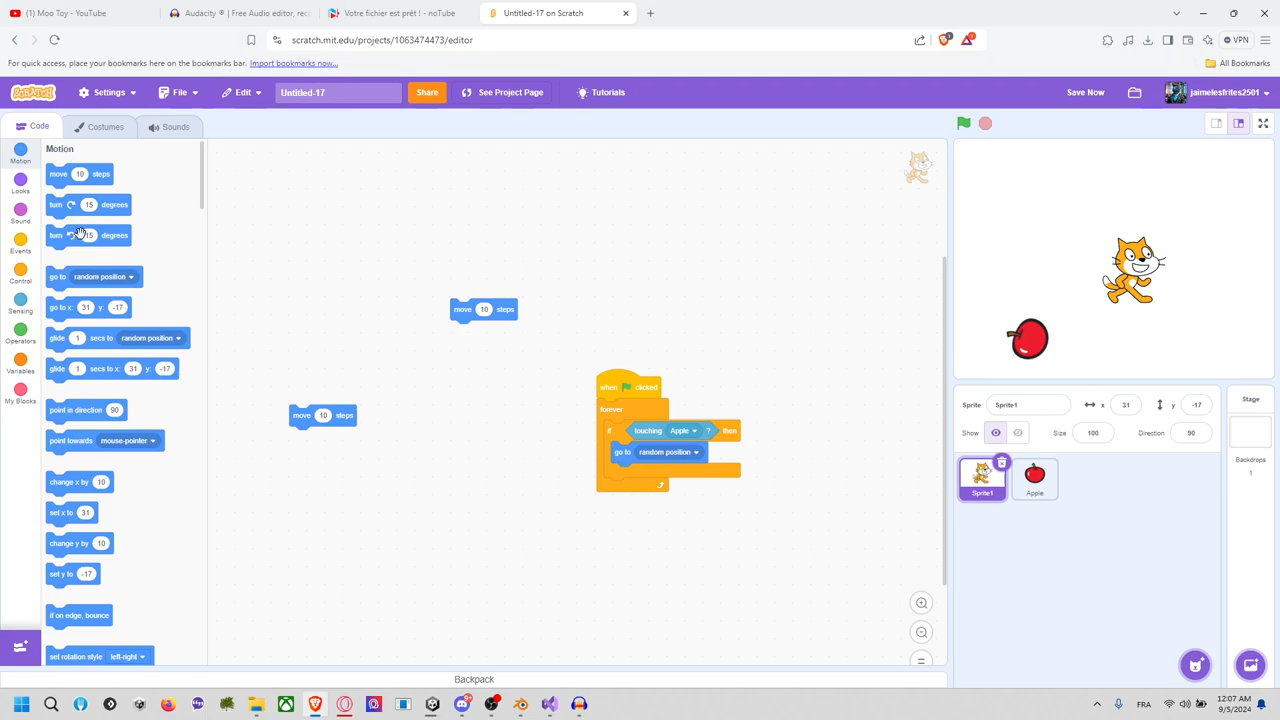 (1) Moo Toy - YouTube
Audacity ® | Free Audio editor, rec
Votre fichier est prêt ! - noTube
Untitled-17 on Scratch
scratch.mit.edu/projects/1063474473/editor
1
1
VPN
For quick access, place your bookmarks here on the bookmarks bar. Import bookmarks now...
All Bookmarks
SCRATCH
Settings
File
Edit
Untitled-17
Share
See Project Page
Tutorials
Save Now
jaimelesfrites2501
Code
Costumes
Sounds
Motion
Looks
Sound
Events
Control
Sensing
Operators
Variables
My Blocks
Motion
move 10 steps
turn 15 degrees
turn 15 degrees
go to random position
go to x: 31 y: -17
glide 1 secs to random position
glide 1 secs to x: 31 y: -17
point in direction 90
point towards mouse-pointer
change x by 10
set x to 31
change y by 10
set y to -17
if on edge, bounce
set rotation style left-right
move 10 steps
move 10 steps
when clicked
forever
if touching Apple ? then
go to random position
Sprite Sprite1 x 31 y -17
Show Size 100 Direction 90
Sprite1
Apple
Stage
Backdrops
1
Backpack
9+
FRA
12:07 AM
9/5/2024